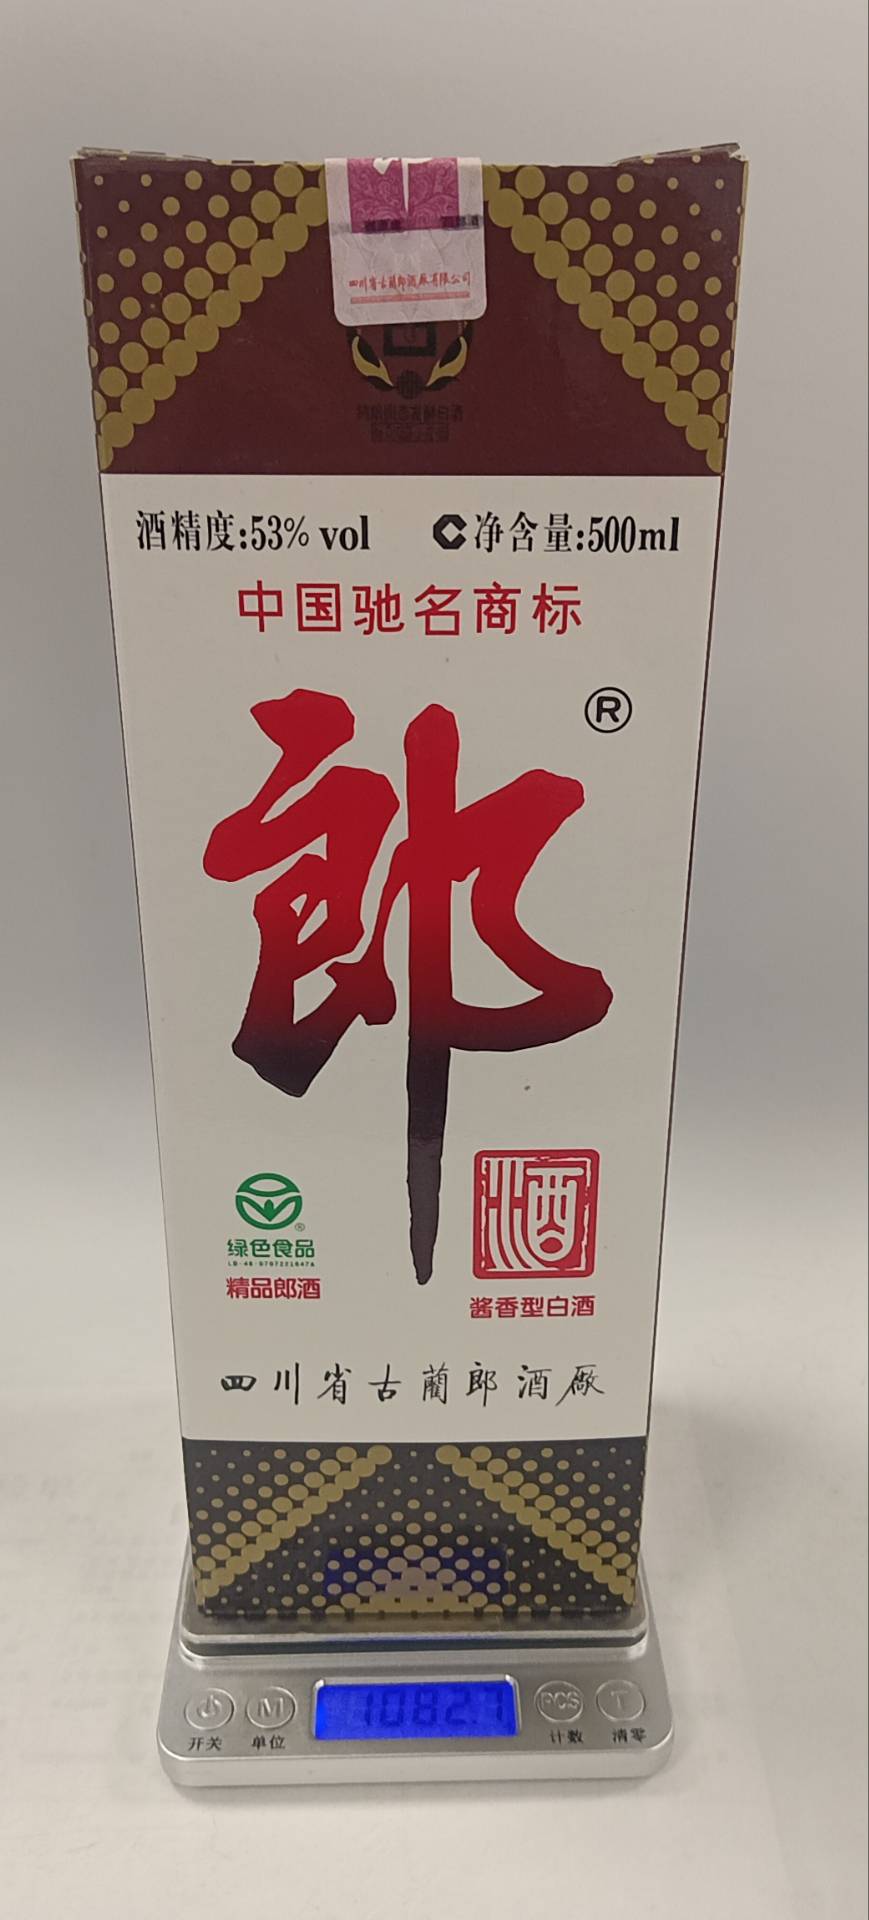 四川省古蔺郎酒厰有限公司
酒精度:53% vol
C净含量:500ml
中国驰名商标
郎®
绿色食品®
精品郎酒
酒
酱香型白酒
四川省古藺郎酒厰
1082.7
开关
M
单位
PCS
计数
T
清零